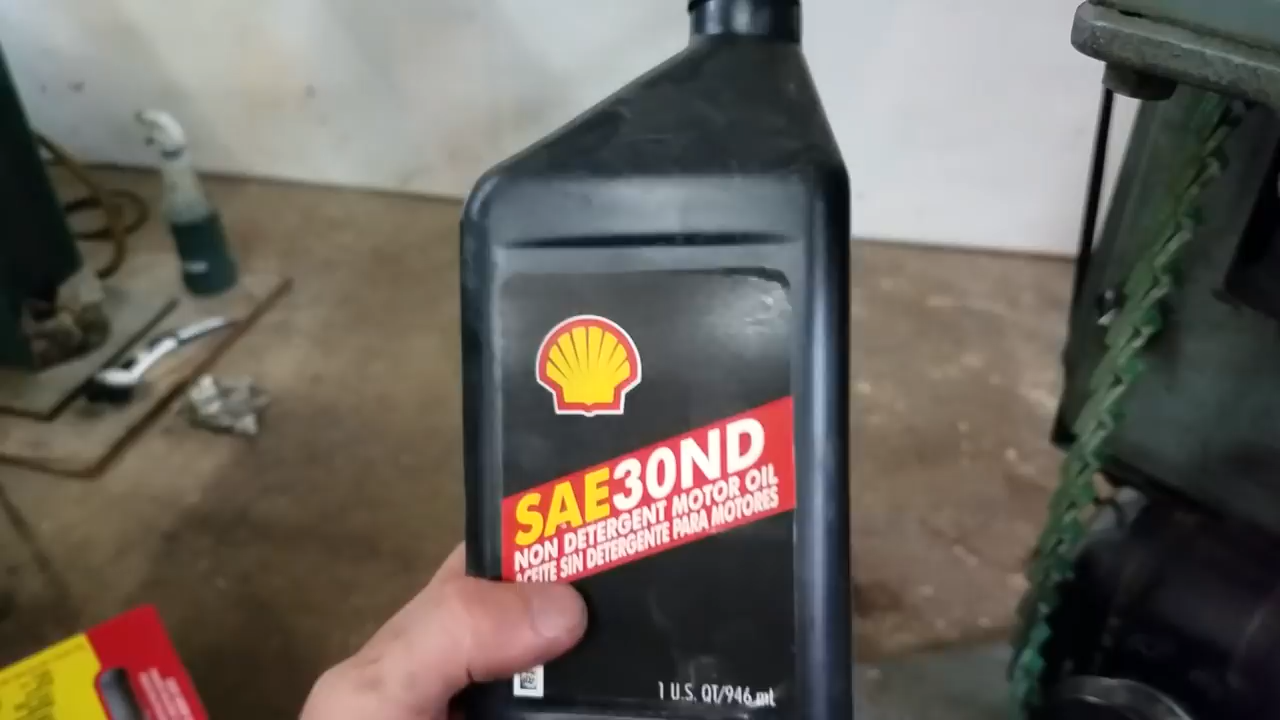 SAE30ND
NON DETERGENT MOTOR OIL
ACEITE SIN DETERGENTE PARA MOTORES
1 U.S. QT/946 ml